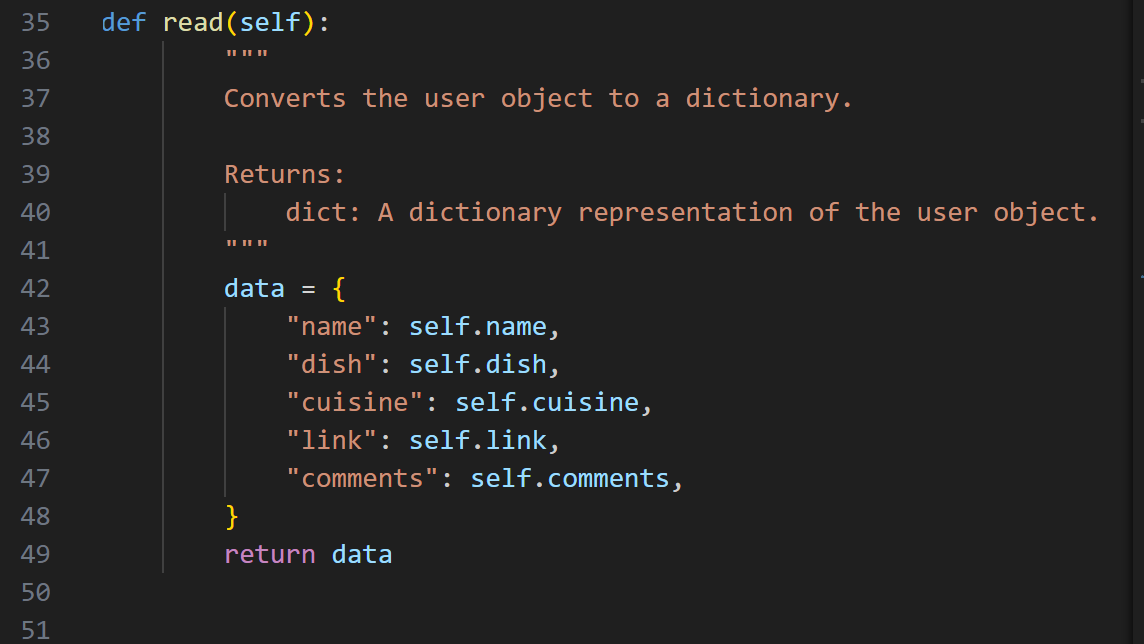 35 def read(self):
36 """
37 Converts the user object to a dictionary.
38
39 Returns:
40 dict: A dictionary representation of the user object.
41 """
42 data = {
43 "name": self.name,
44 "dish": self.dish,
45 "cuisine": self.cuisine,
46 "link": self.link,
47 "comments": self.comments,
48 }
49 return data
50
51